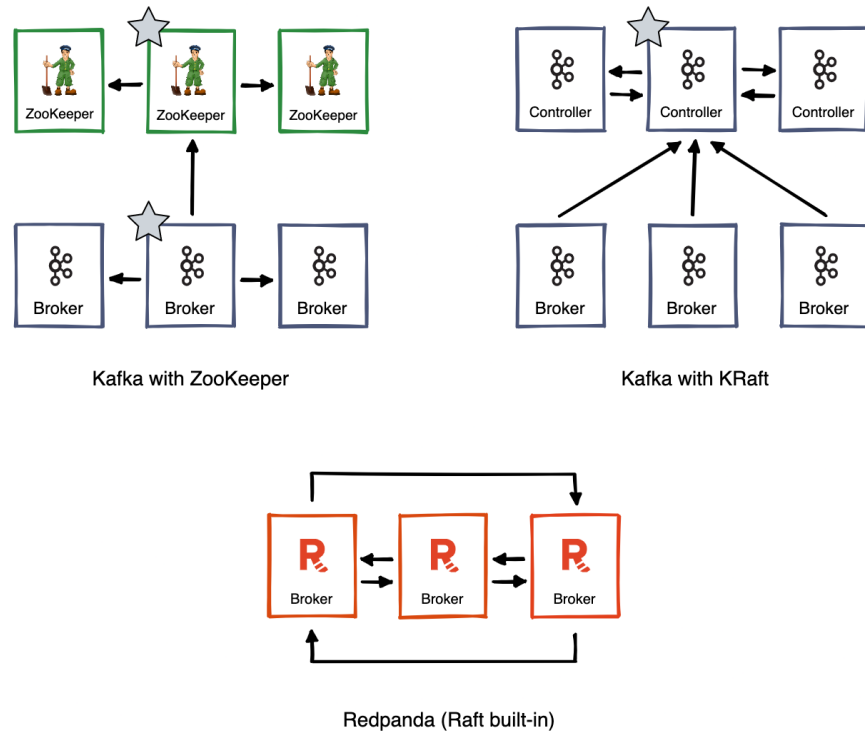 ZooKeeper
ZooKeeper
ZooKeeper
Broker
Broker
Broker
Kafka with ZooKeeper
Controller
Controller
Controller
Broker
Broker
Broker
Kafka with KRaft
R
Broker
R
Broker
R
Broker
Redpanda (Raft built-in)